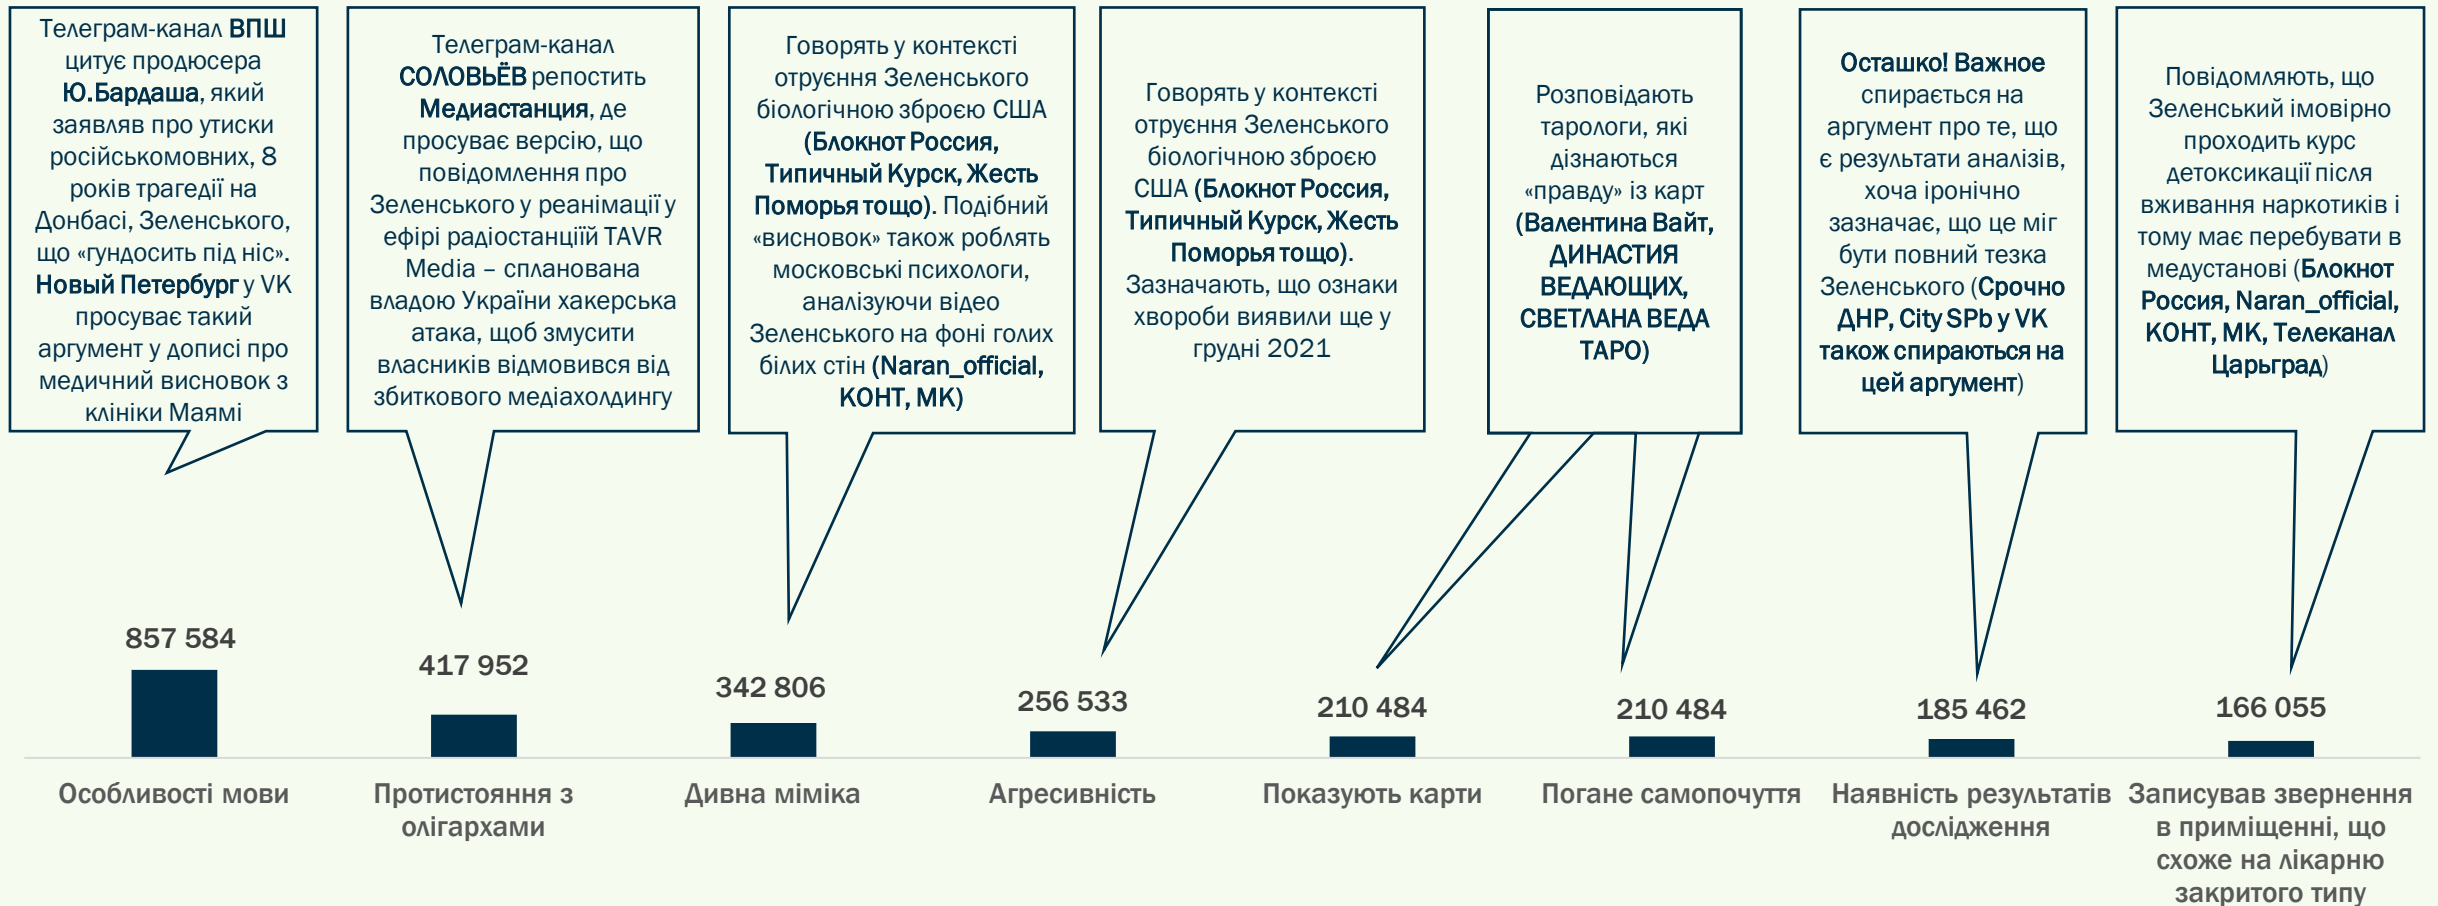 Телеграм-канал ВПШ
цитує продюсера
Ю.Бардаша, який
заявляв про утиски
російськомовних, 8
років трагедії на
Донбасі, Зеленського,
що «гундосить під ніс».
Новый Петербург у VK
просуває такий
аргумент у дописі про
медичний висновок з
клініки Маямі
Телеграм-канал
СОЛОВЬЁВ репостить
Медиастанция, де
просуває версію, що
повідомлення про
Зеленського у реанімації у
ефірі радіостанціїй TAVR
Media – спланована
владою України хакерська
атака, щоб змусити
власників відмовився від
збиткового медіахолдингу
Говорять у контексті
отруєння Зеленського
біологічною зброєю США
(Блокнот Россия,
Типичный Курск, Жесть
Поморья тощо). Подібний
«висновок» також роблять
московські психологи,
аналізуючи відео
Зеленського на фоні голих
білих стін (Naran_official,
КОНТ, МК)
Говорять у контексті
отруєння Зеленського
біологічною зброєю
США (Блокнот Россия,
Типичный Курск, Жесть
Поморья тощо).
Зазначають, що ознаки
хвороби виявили ще у
грудні 2021
Розповідають
тарологи, які
дізнаються
«правду» із карт
(Валентина Вайт,
ДИНАСТИЯ
ВЕДАЮЩИХ,
СВЕТЛАНА ВЕДА
ТАРО)
Осташко! Важное
спирається на
аргумент про те, що
є результати аналізів,
хоча іронічно
зазначає, що це міг
бути повний тезка
Зеленського (Срочно
ДНР, City SPb у VK
також спираються на
цей аргумент)
Повідомляють, що
Зеленський імовірно
проходить курс
детоксикації після
вживання наркотиків і
тому має перебувати в
медустанові (Блокнот
Россия, Naran_official,
КОНТ, МК, Телеканал
Царьград)
857 584
417 952
342 806
256 533
210 484
210 484
185 462
166 055
Особливості мови
Протистояння з
олігархами
Дивна міміка
Агресивність
Показують карти
Погане самопочуття
Наявність результатів
дослідження
Записував звернення
в приміщенні, що
схоже на лікарню
закритого типу